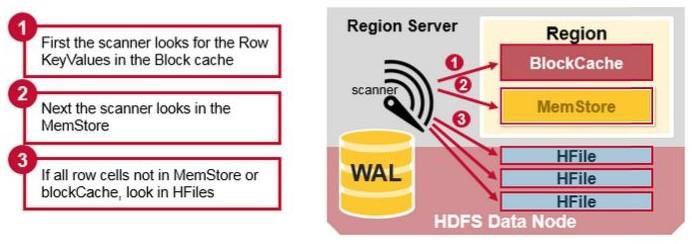 1
First the scanner looks for the Row
KeyValues in the Block cache
2
Next the scanner looks in the
MemStore
3
If all row cells not in MemStore or
blockCache, look in HFiles
Region Server
Region
BlockCache
MemStore
scanner
1
2
3
WAL
HFile
HFile
HFile
HDFS Data Node